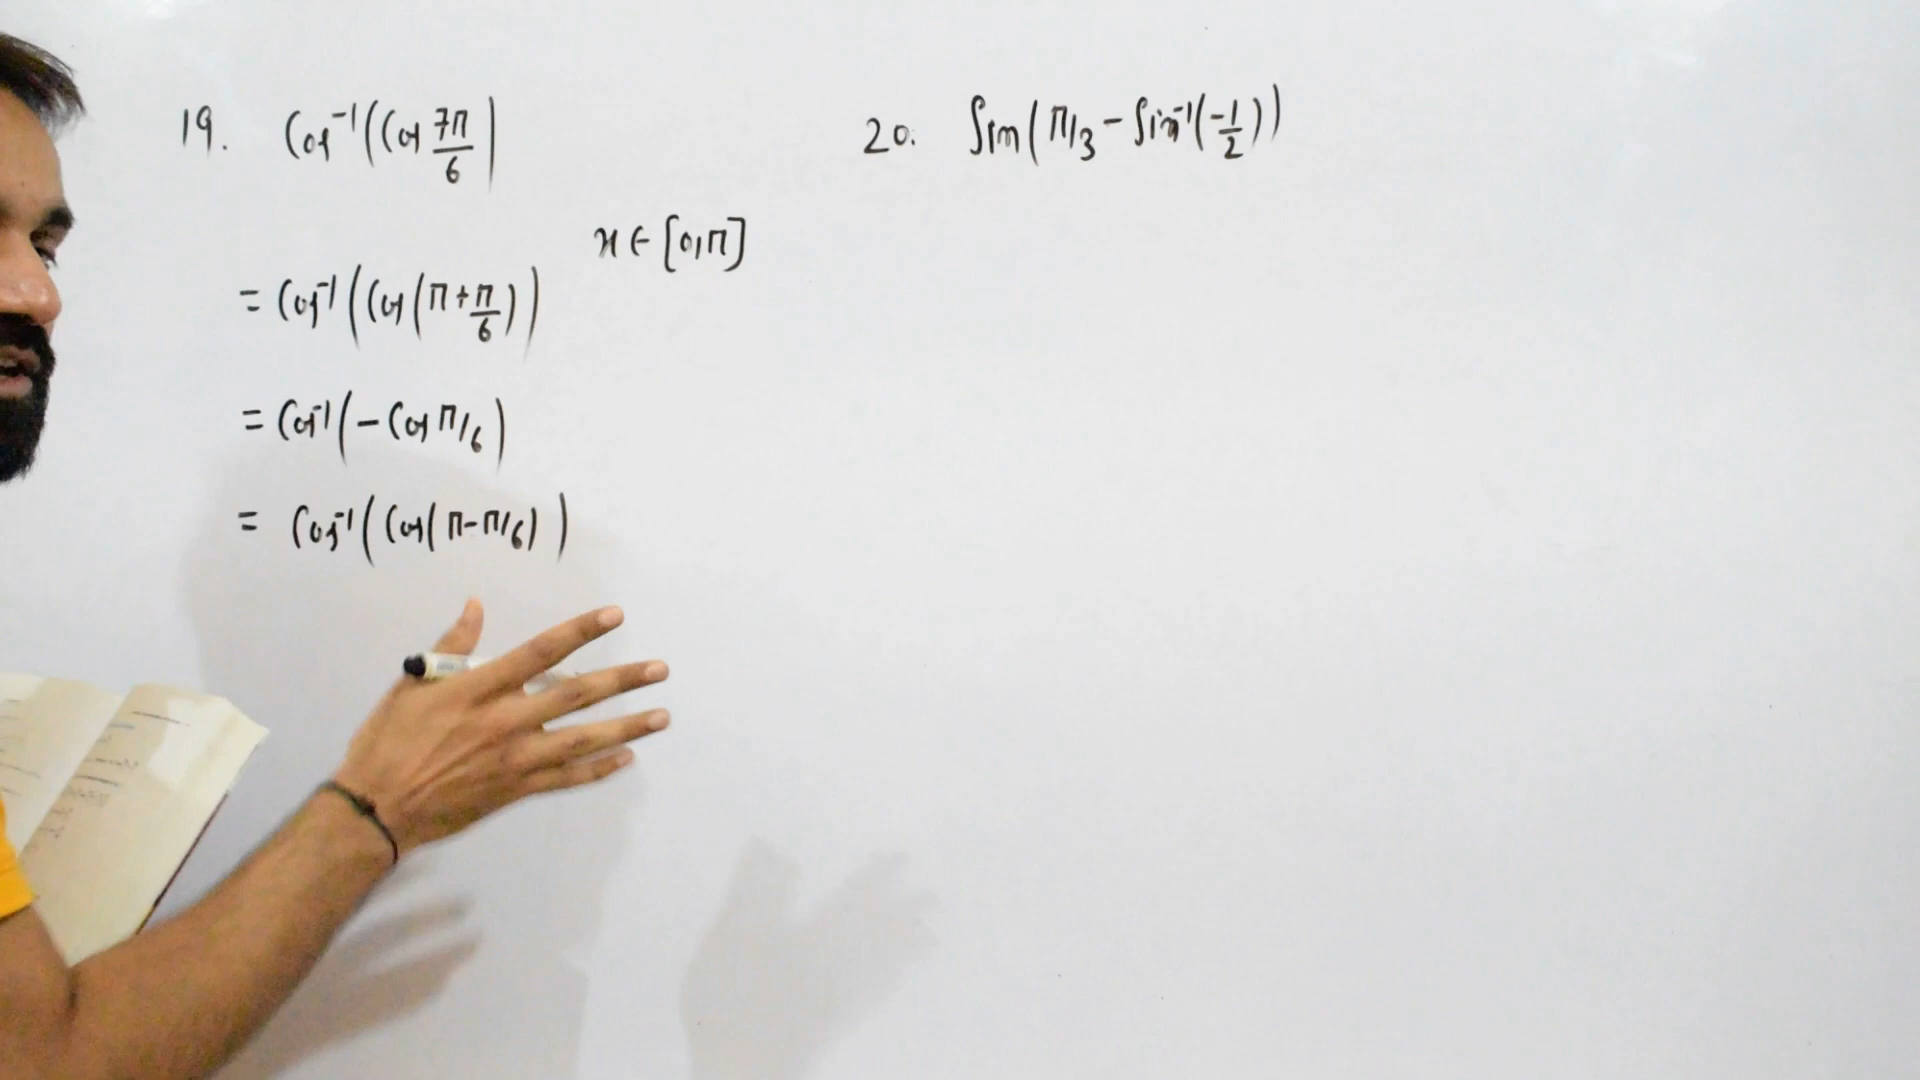 19. Cos⁻¹(Cos 7π/6)
x ∈ [0,π]
= Cos⁻¹(Cos(π + π/6))
= Cos⁻¹(-Cos π/6)
= Cos⁻¹(Cos(π-π/6))
20. Sin(π/3 - Sin⁻¹(-1/2))